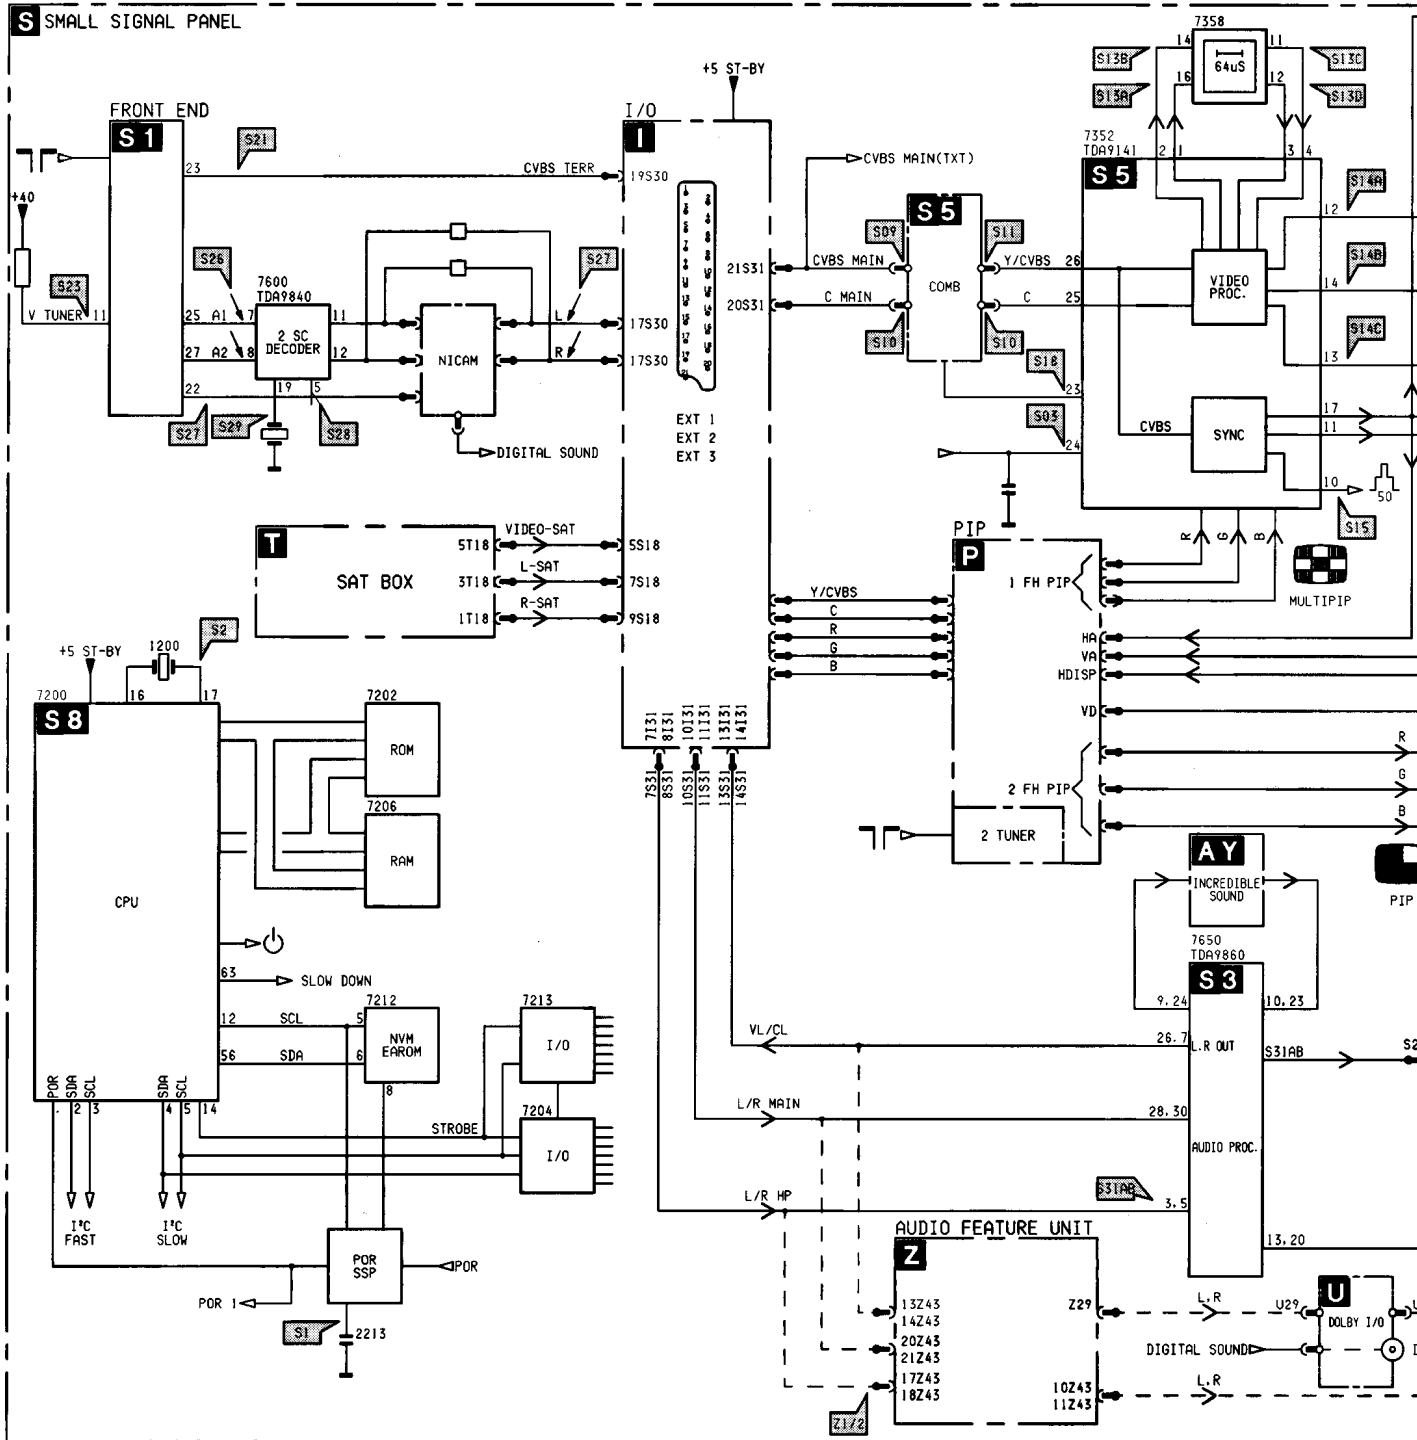 S SMALL SIGNAL PANEL
7358
14
11
S13B
S13C
64uS
16
12
S13A
S13D
+5 ST-BY
FRONT END
S1
I/O
I
S21
23
CVBS TERR
19S30
CVBS MAIN(TXT)
7352
TDA9141
2
1
3
4
S5
S14A
12
+40
S5
S09
S11
S26
7600
TDA9840
S27
S23
V TUNER
11
21S31
CVBS MAIN
Y/CVBS
26
VIDEO
PROC.
S14B
14
20S31
C MAIN
COMB
C
25
25
A1
7
2 SC
DECODER
11
L
17S30
S10
S10
S14C
13
27
A2
8
12
NICAM
R
17S30
S18
23
22
19
5
S27
S29
S28
EXT 1
EXT 2
EXT 3
S03
24
CVBS
SYNC
17
11
DIGITAL SOUND
10
50
S15
T
SAT BOX
VIDEO-SAT
5T18
5S18
L-SAT
3T18
7S18
R-SAT
1T18
9S18
PIP
P
R
G
B
1 FH PIP
MULTIPIP
Y/CVBS
C
R
G
B
HA
VA
HDISP
VD
+5 ST-BY
1200
S2
16
17
7200
S8
7202
ROM
7206
RAM
7I31
8I31
10I31
11I31
13I31
14I31
7S31
8S31
10S31
11S31
13S31
14S31
R
G
B
2 FH PIP
2 TUNER
PIP
AY
INCREDIBLE
SOUND
CPU
63
SLOW DOWN
7650
TDA9860
S3
9.24
10.23
12
SCL
5
7212
NVM
EAROM
56
SDA
6
8
7213
I/O
7204
I/O
VL/CL
26.7
L.R OUT
S31AB
S2
L/R MAIN
28.30
AUDIO PROC.
POR
SDA
SCL
SDA
SCL
2
3
4
5
14
STROBE
S31AB
3.5
L/R HP
13.20
I²C
FAST
I²C
SLOW
POR
SSP
POR
POR 1
S1
2213
AUDIO FEATURE UNIT
Z
13Z43
14Z43
20Z43
21Z43
17Z43
18Z43
Z29
L.R
U29
U
DOLBY I/O
DIGITAL SOUND
10Z43
11Z43
L.R
Z1/2